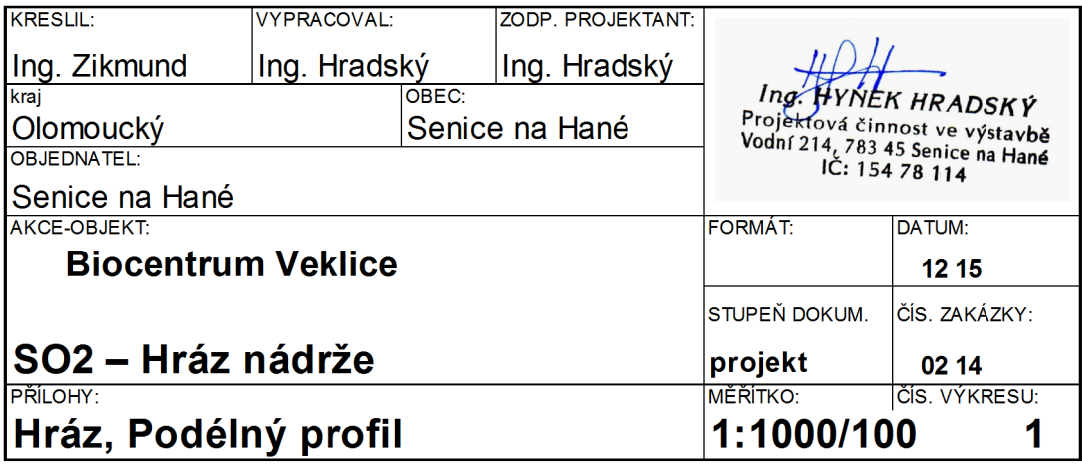 KRESLIL:
VYPRACOVAL:
ZODP. PROJEKTANT:
Ing. Zikmund
Ing. Hradský
Ing. Hradský
kraj
OBEC:
Olomoucký
Senice na Hané
OBJEDNATEL:
Senice na Hané
Ing. HYNEK HRADSKÝ
Projektová činnost ve výstavbě
Vodní 214, 783 45 Senice na Hané
IČ: 154 78 114
AKCE-OBJEKT:
Biocentrum Veklice
SO2 – Hráz nádrže
FORMÁT:
DATUM:
12 15
STUPEŇ DOKUM.
ČÍS. ZAKÁZKY:
projekt
02 14
PŘÍLOHY:
Hráz, Podélný profil
MĚŘÍTKO:
ČÍS. VÝKRESU:
1:1000/100
1